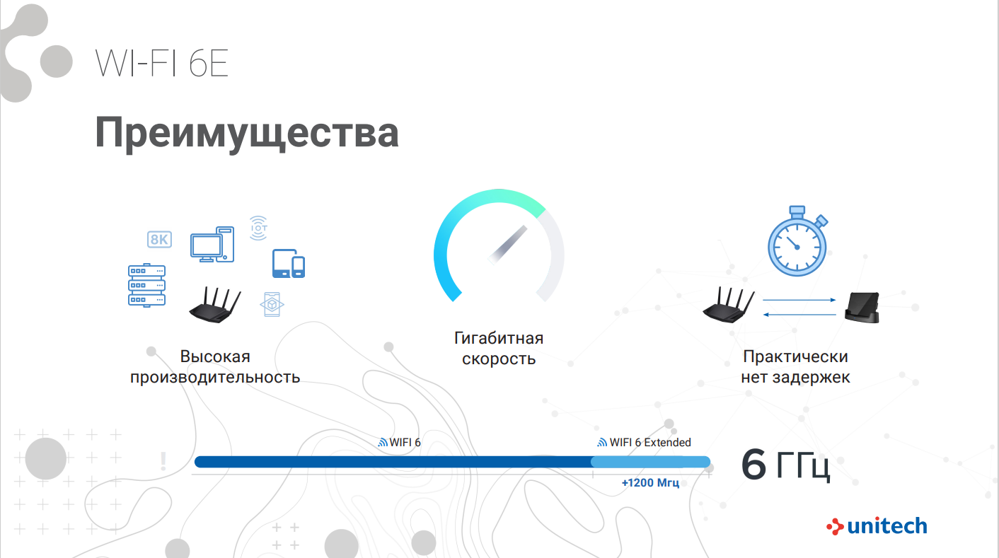 WI-FI 6E
Преимущества
8K
IOT
Высокая
производительность
Гигабитная
скорость
Практически
нет задержек
WIFI 6
WIFI 6 Extended
+1200 Мгц
6 ГГц
unitech